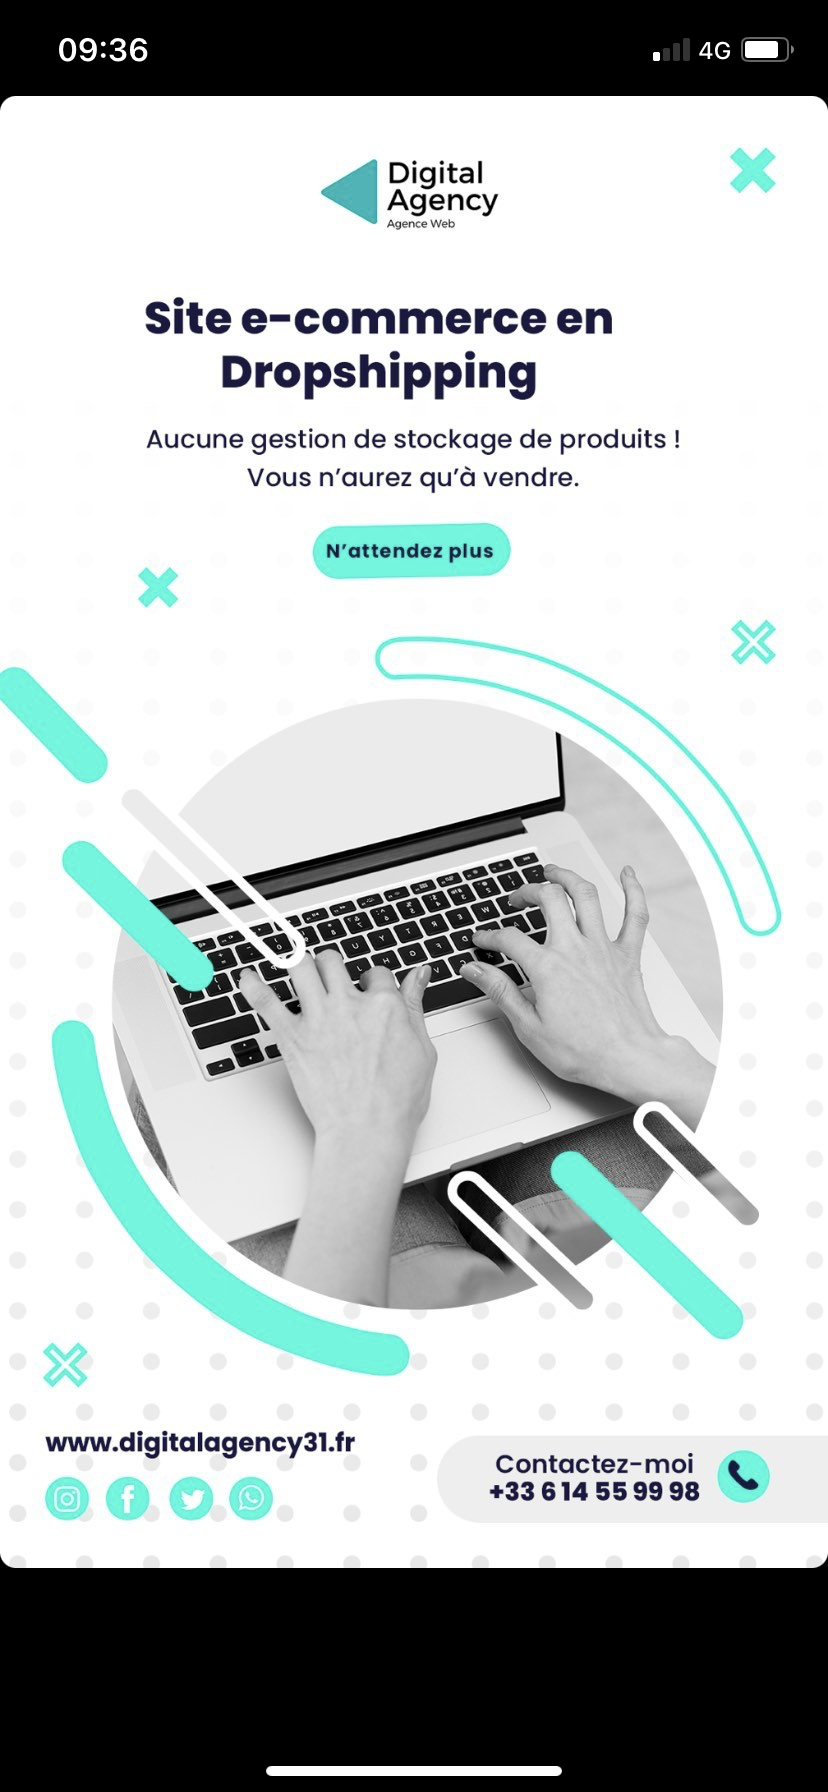 09:36
4G
Digital
Agency
Agence Web
Site e-commerce en
Dropshipping
Aucune gestion de stockage de produits !
Vous n’aurez qu’à vendre.
N’attendez plus
www.digitalagency31.fr
Contactez-moi
+33 6 14 55 99 98